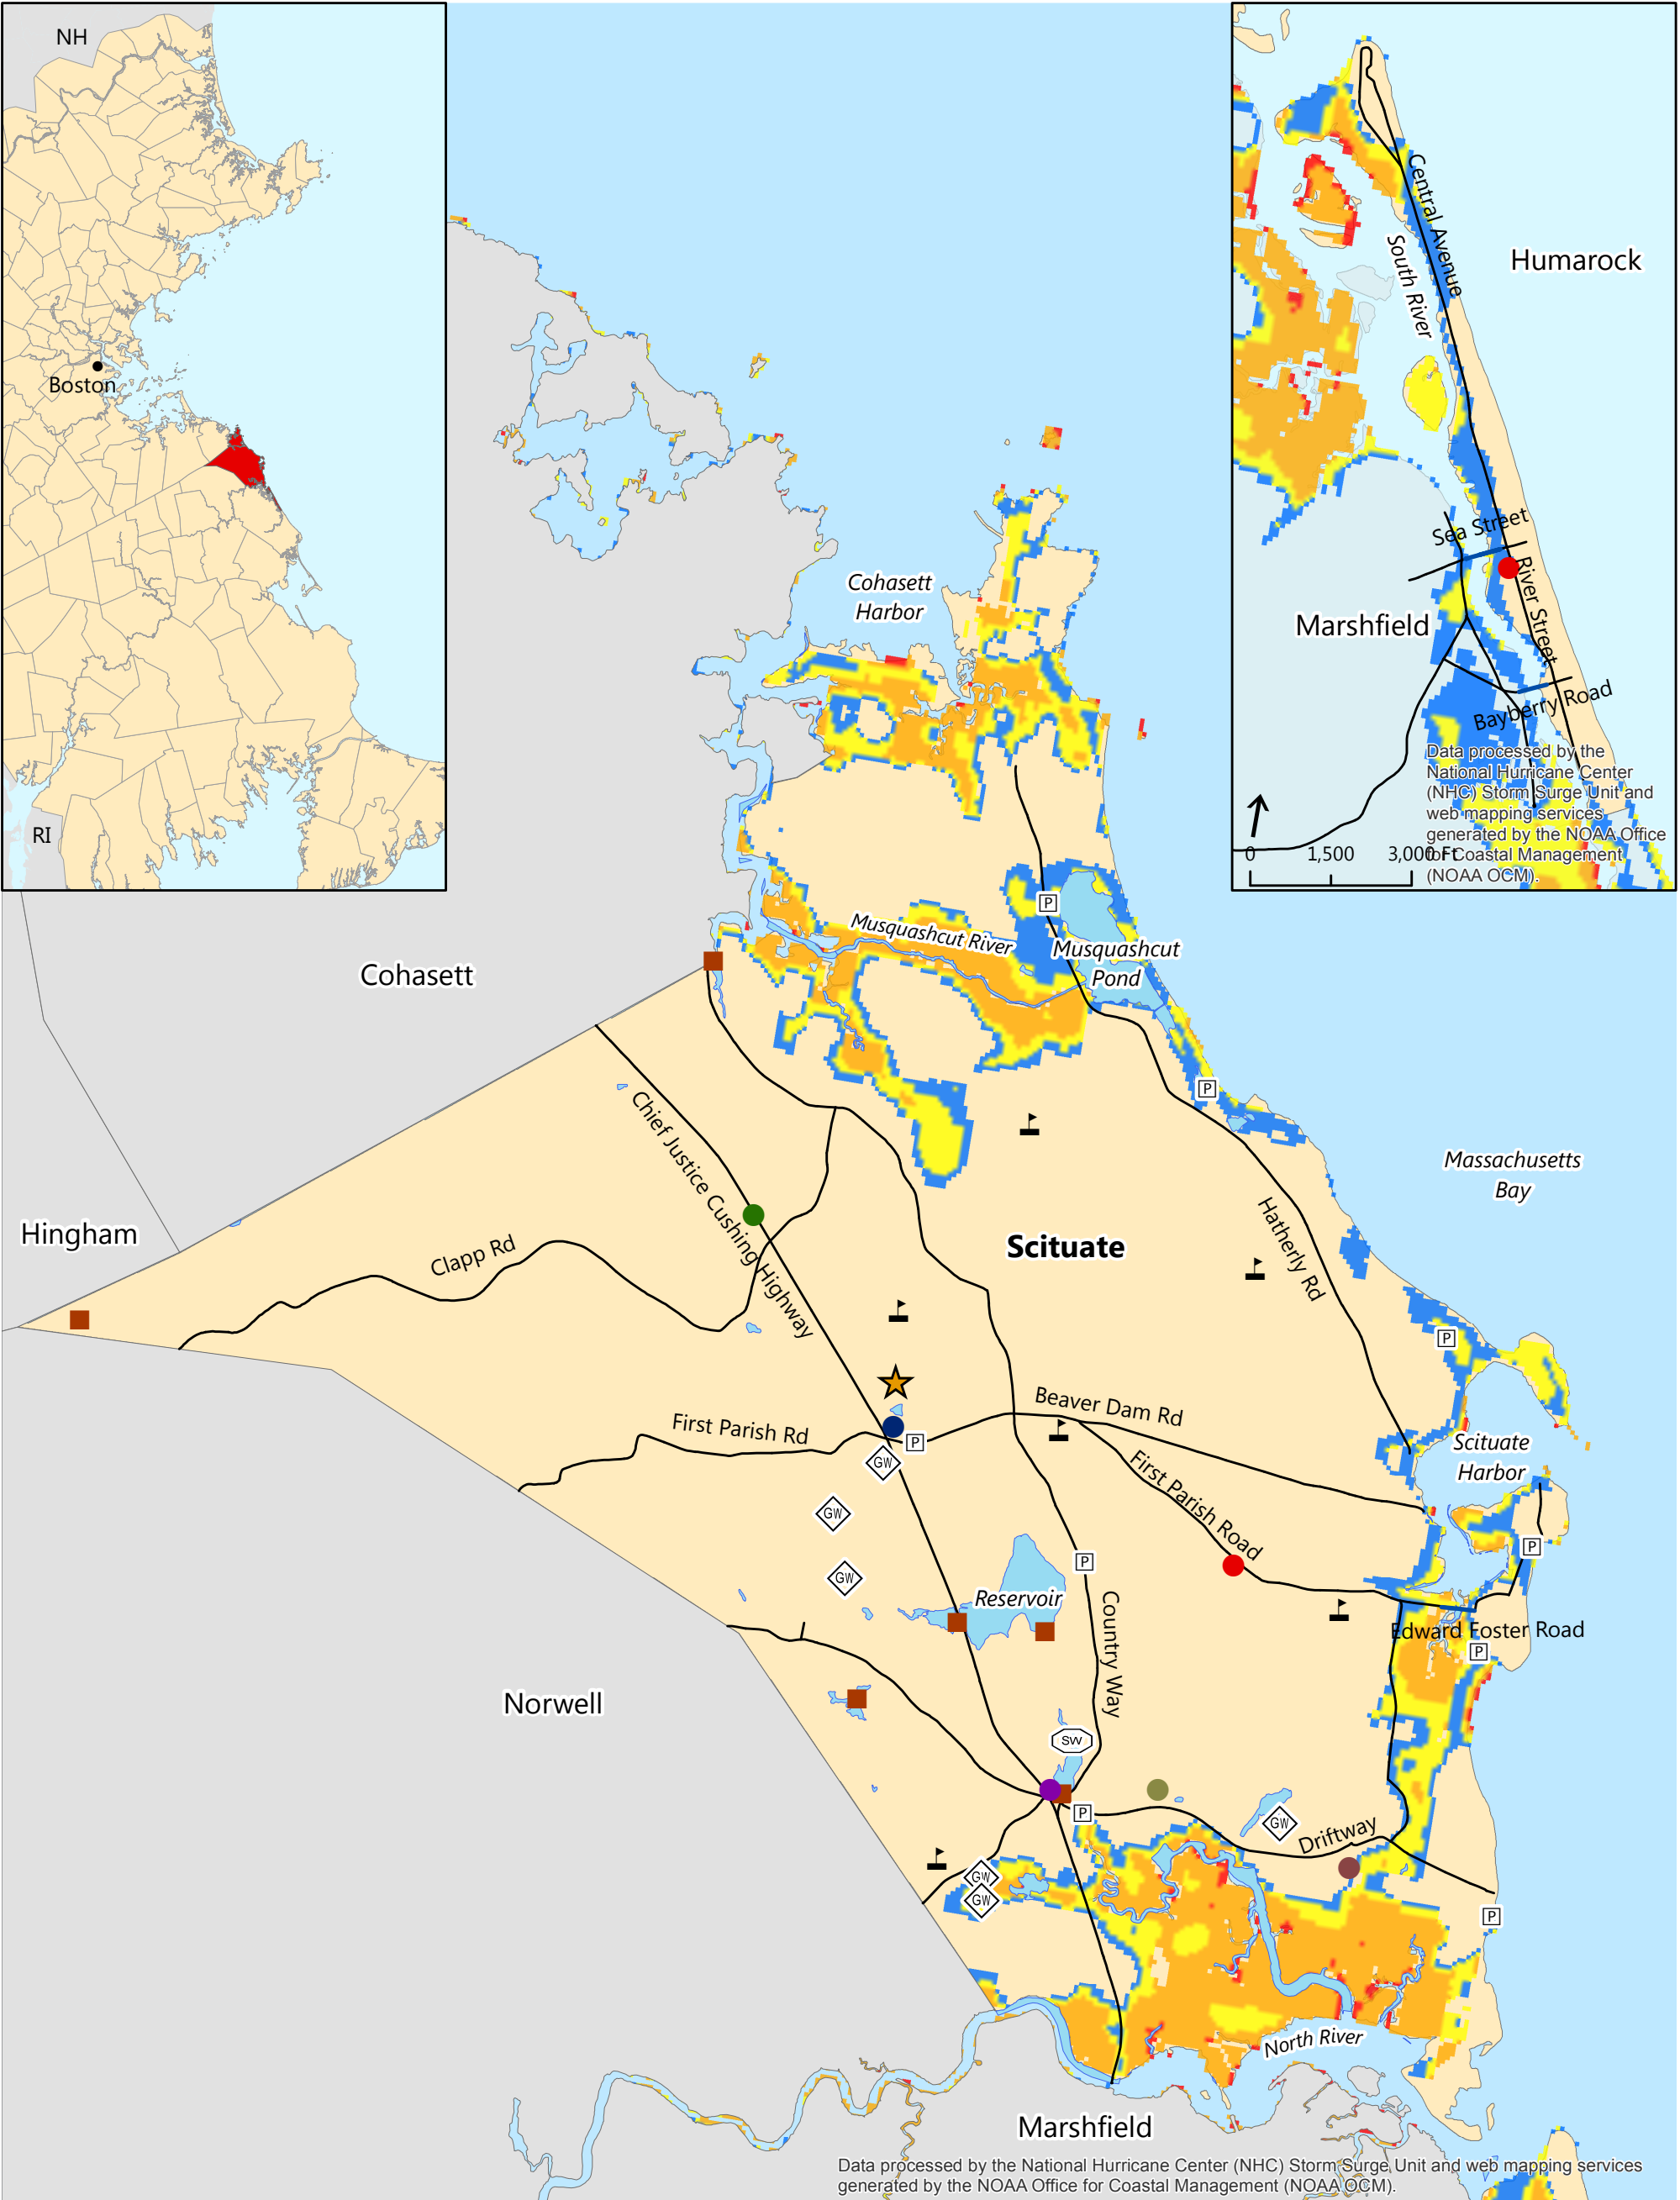 NH
Boston
RI
Central Avenue
South River
Humarock
Sea Street
River Street
Marshfield
Bayberry Road
Data processed by the
National Hurricane Center
(NHC) Storm Surge Unit and
web mapping services
generated by the NOAA Office
for Coastal Management
(NOAA OCM).
0 1,500 3,000 Ft
Cohasett
Harbor
P
Musquashcut River
Musquashcut
Pond
Cohasett
P
Massachusetts
Bay
Chief Justice Cushing Highway
Hingham
Clapp Rd
Scituate
Hatherly Rd
P
Beaver Dam Rd
First Parish Rd
P
GW
Scituate
Harbor
First Parish Road
GW
P
P
GW
Reservoir
Country Way
Edward Foster Road
P
Norwell
SW
P
GW
Driftway
GW
GW
P
North River
Marshfield
Data processed by the National Hurricane Center (NHC) Storm Surge Unit and web mapping services
generated by the NOAA Office for Coastal Management (NOAA OCM).